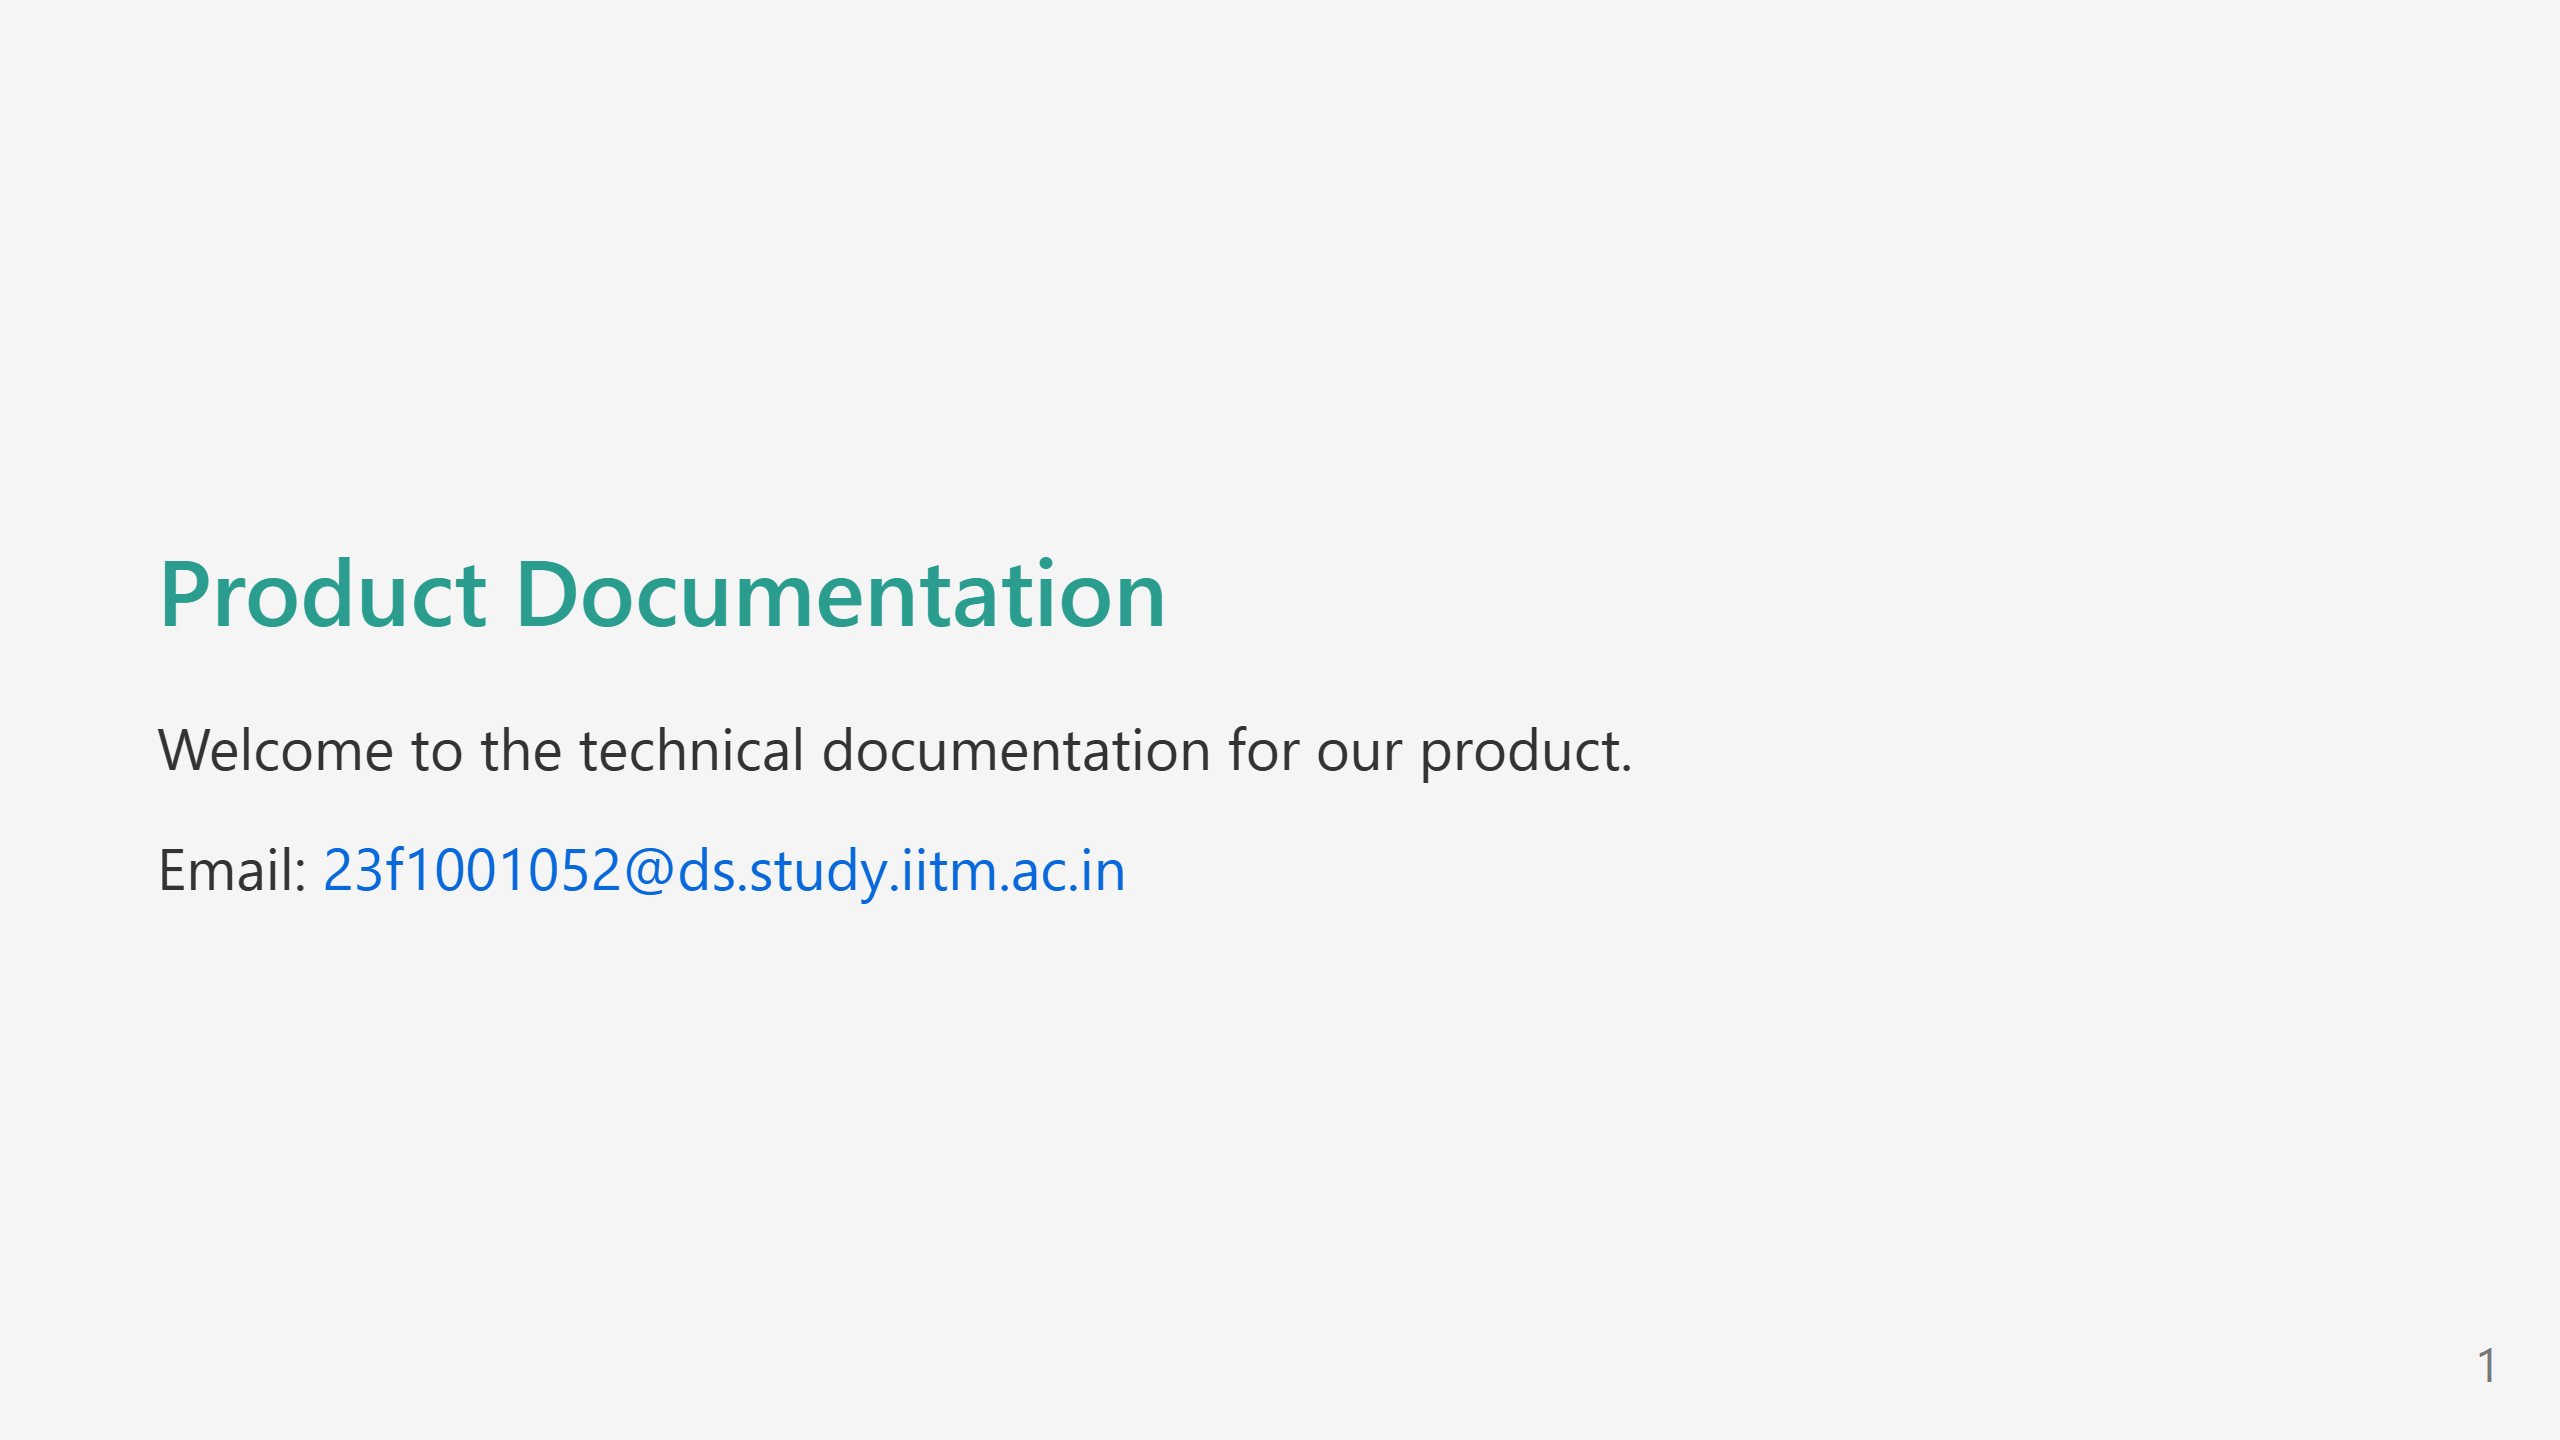 Product Documentation
Welcome to the technical documentation for our product.
Email: 23f1001052@ds.study.iitm.ac.in
1